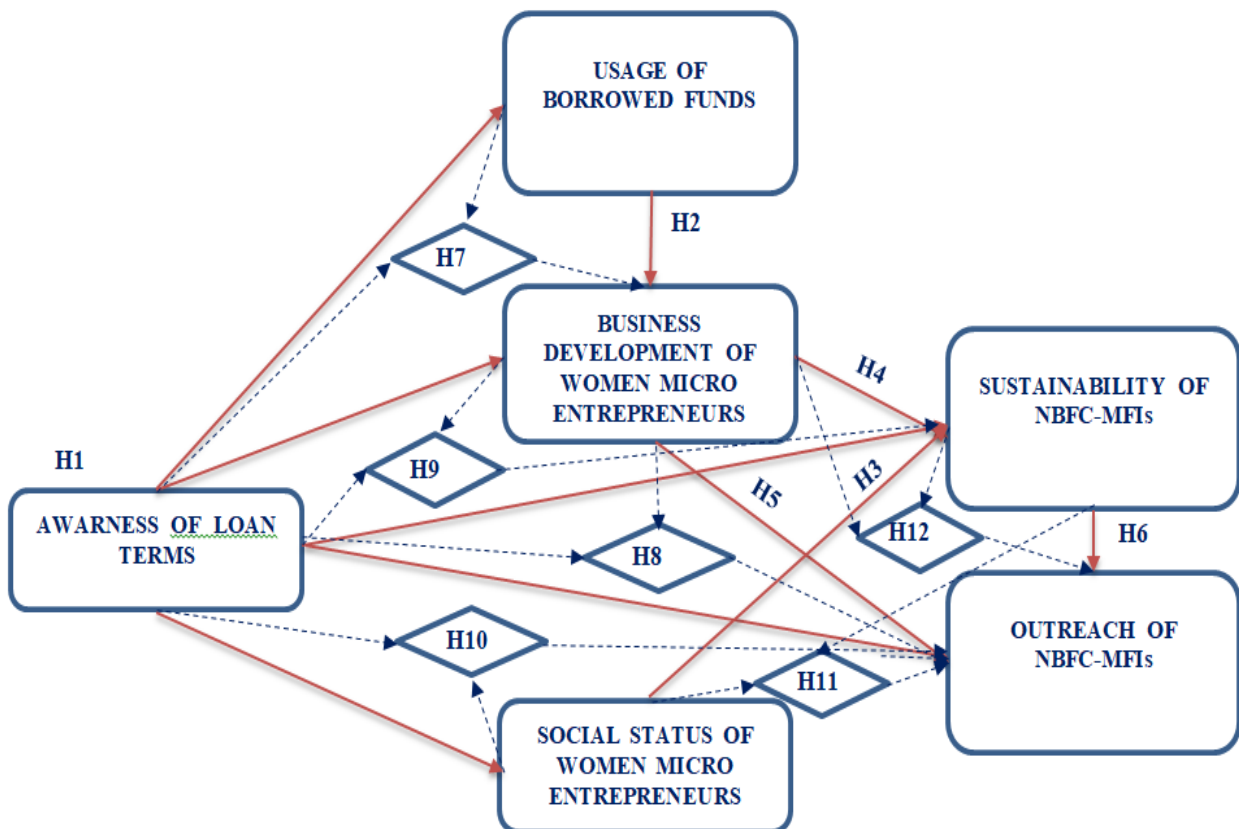 USAGE OF
BORROWED FUNDS
H2
H7
BUSINESS
DEVELOPMENT OF
WOMEN MICRO
ENTREPRENEURS
H4
SUSTAINABILITY OF
NBFC-MFIs
H1
H9
H3
H5
AWARNESS OF LOAN
TERMS
H8
H12
H6
H10
OUTREACH OF
NBFC-MFIs
H11
SOCIAL STATUS OF
WOMEN MICRO
ENTREPRENEURS